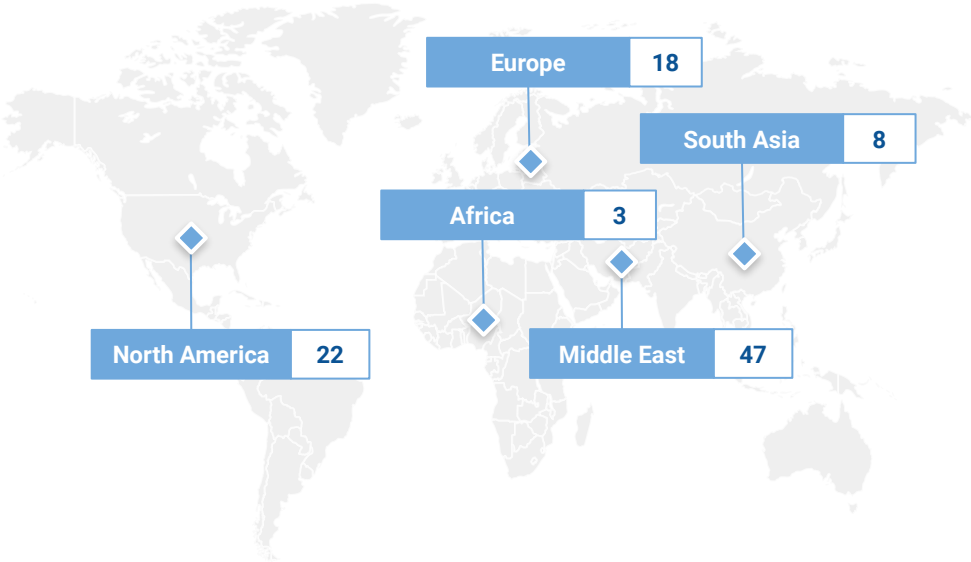 Europe 18
South Asia 8
Africa 3
North America 22
Middle East 47